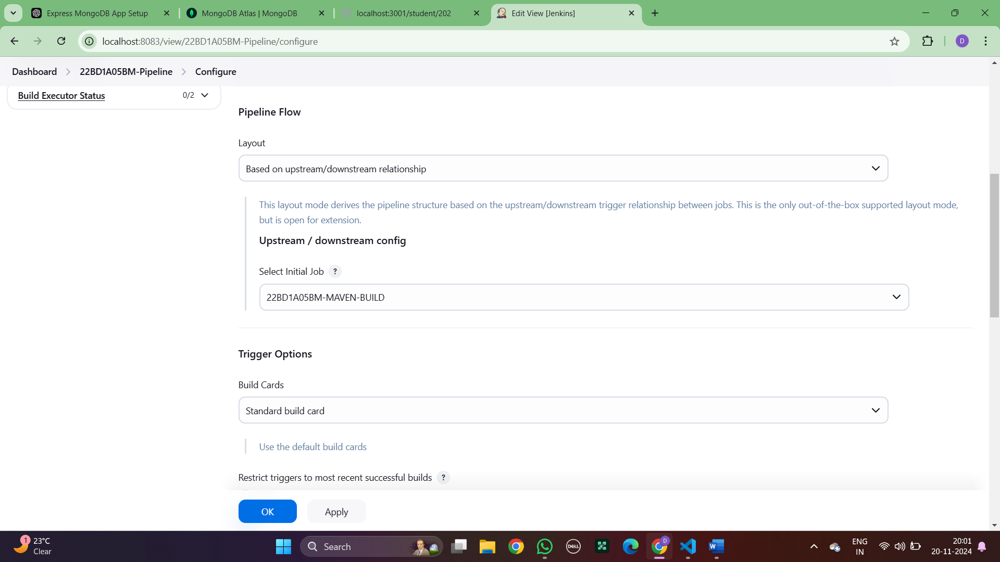 Express MongoDB App Setup
MongoDB Atlas | MongoDB
localhost:3001/student/202
Edit View [Jenkins]
localhost:8083/view/22BD1A05BM-Pipeline/configure
D
Dashboard
22BD1A05BM-Pipeline
Configure
Build Executor Status
0/2
Pipeline Flow
Layout
Based on upstream/downstream relationship
This layout mode derives the pipeline structure based on the upstream/downstream trigger relationship between jobs. This is the only out-of-the-box supported layout mode,
but is open for extension.
Upstream / downstream config
Select Initial Job ?
22BD1A05BM-MAVEN-BUILD
Trigger Options
Build Cards
Standard build card
Use the default build cards
Restrict triggers to most recent successful builds ?
OK
Apply
1
23°C
Clear
Search
DELL
D
W
ENG
IN
20:01
20-11-2024